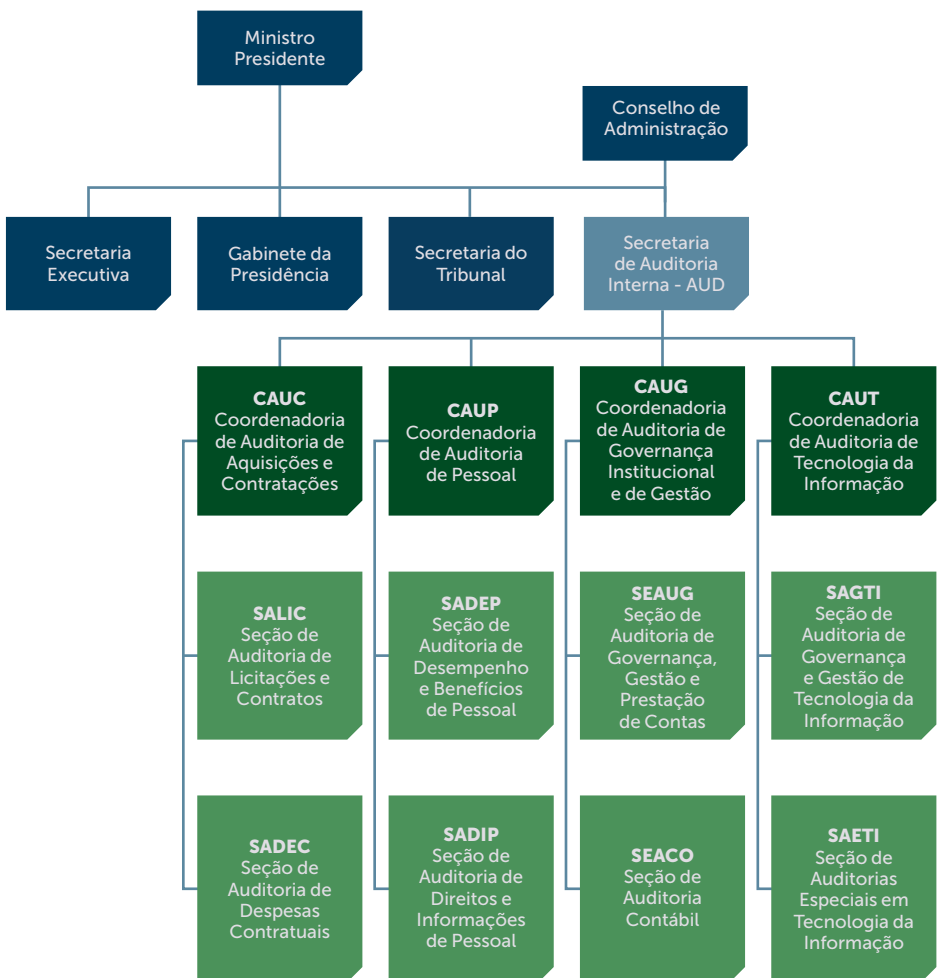 Ministro
Presidente
Conselho de
Administração
Secretaria
Executiva
Gabinete da
Presidência
Secretaria do
Tribunal
Secretaria
de Auditoria
Interna - AUD
CAUC
Coordenadoria
de Auditoria de
Aquisições e
Contratações
CAUP
Coordenadoria
de Auditoria
de Pessoal
CAUG
Coordenadoria
de Auditoria de
Governança
Institucional
e de Gestão
CAUT
Coordenadoria
de Auditoria de
Tecnologia da
Informação
SALIC
Seção de
Auditoria de
Licitações e
Contratos
SADEP
Seção de
Auditoria de
Desempenho
e Benefícios
de Pessoal
SEAUG
Seção de
Auditoria de
Governança,
Gestão e
Prestação
de Contas
SAGTI
Seção de
Auditoria de
Governança
e Gestão de
Tecnologia da
Informação
SADEC
Seção de
Auditoria de
Despesas
Contratuais
SADIP
Seção de
Auditoria de
Direitos e
Informações
de Pessoal
SEACO
Seção de
Auditoria
Contábil
SAETI
Seção de
Auditorias
Especiais em
Tecnologia da
Informação